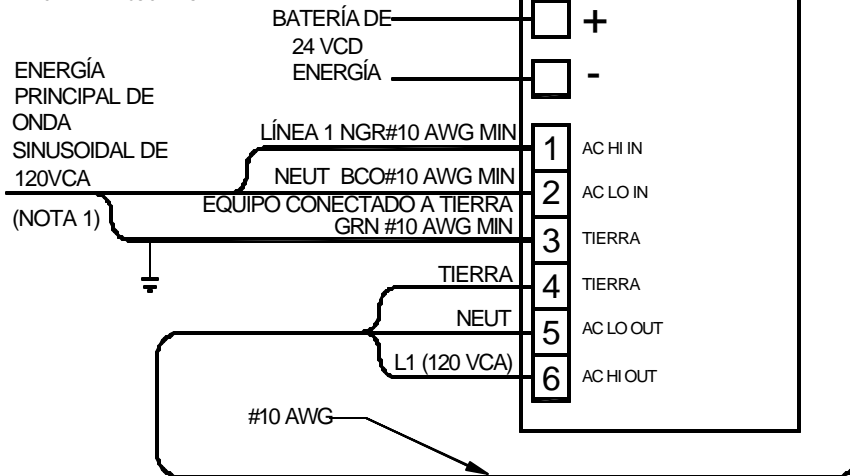 BATERÍA DE
24 VCD
ENERGÍA
+
-
ENERGÍA
PRINCIPAL DE
ONDA
SINUSOIDAL DE
120VCA
(NOTA 1)
LÍNEA 1 NGR#10 AWG MIN
1 AC HI IN
NEUT BCO#10 AWG MIN
2 AC LO IN
EQUIPO CONECTADO A TIERRA
GRN #10 AWG MIN
3 TIERRA
TIERRA
4 TIERRA
NEUT
5 AC LO OUT
L1 (120 VCA)
6 AC HI OUT
#10 AWG